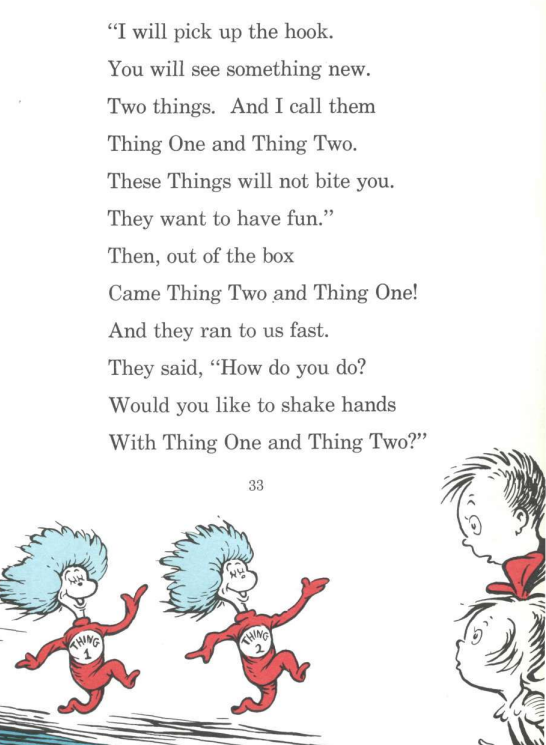 “I will pick up the hook.
You will see something new.
Two things.  And I call them
Thing One and Thing Two.
These Things will not bite you.
They want to have fun.”
Then, out of the box
Came Thing Two and Thing One!
And they ran to us fast.
They said, “How do you do?
Would you like to shake hands
With Thing One and Thing Two?”
33
THING
1
THING
2